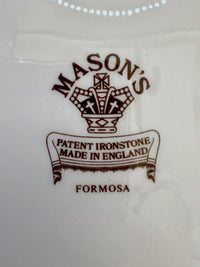 MASON'S
PATENT IRONSTONE
MADE IN ENGLAND
FORMOSA